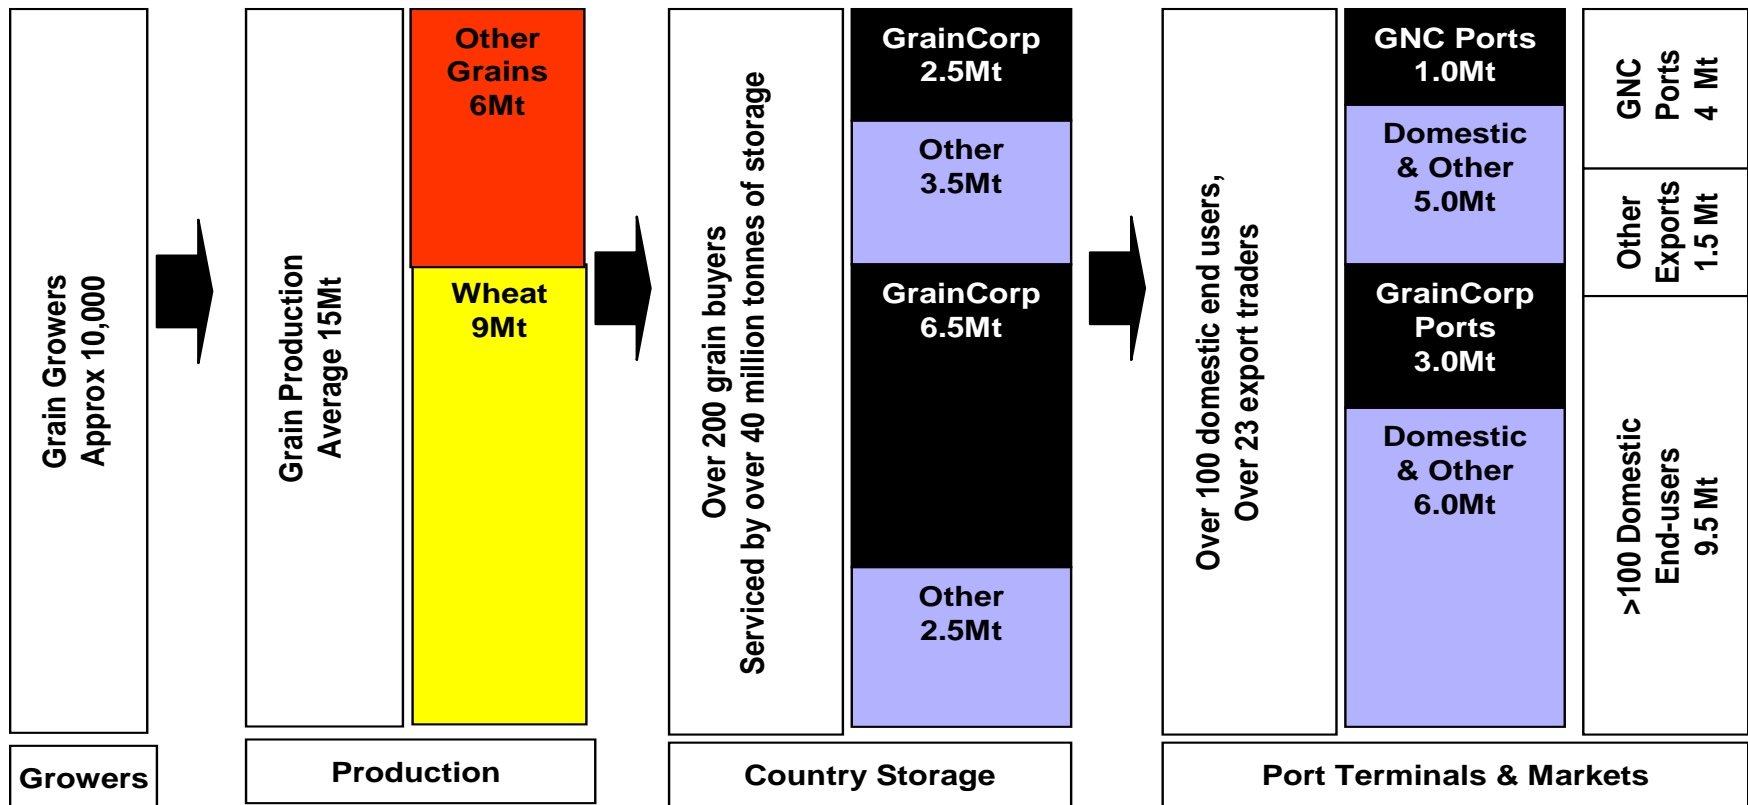 Grain Growers
Approx 10,000
Growers
Grain Production
Average 15Mt
Other
Grains
6Mt
Wheat
9Mt
Production
Over 200 grain buyers
Serviced by over 40 million tonnes of storage
GrainCorp
2.5Mt
Other
3.5Mt
GrainCorp
6.5Mt
Other
2.5Mt
Country Storage
Over 100 domestic end users,
Over 23 export traders
GNC Ports
1.0Mt
Domestic
& Other
5.0Mt
GrainCorp
Ports
3.0Mt
Domestic
& Other
6.0Mt
GNC
Ports
4 Mt
Other
Exports
1.5 Mt
>100 Domestic
End-users
9.5 Mt
Port Terminals & Markets